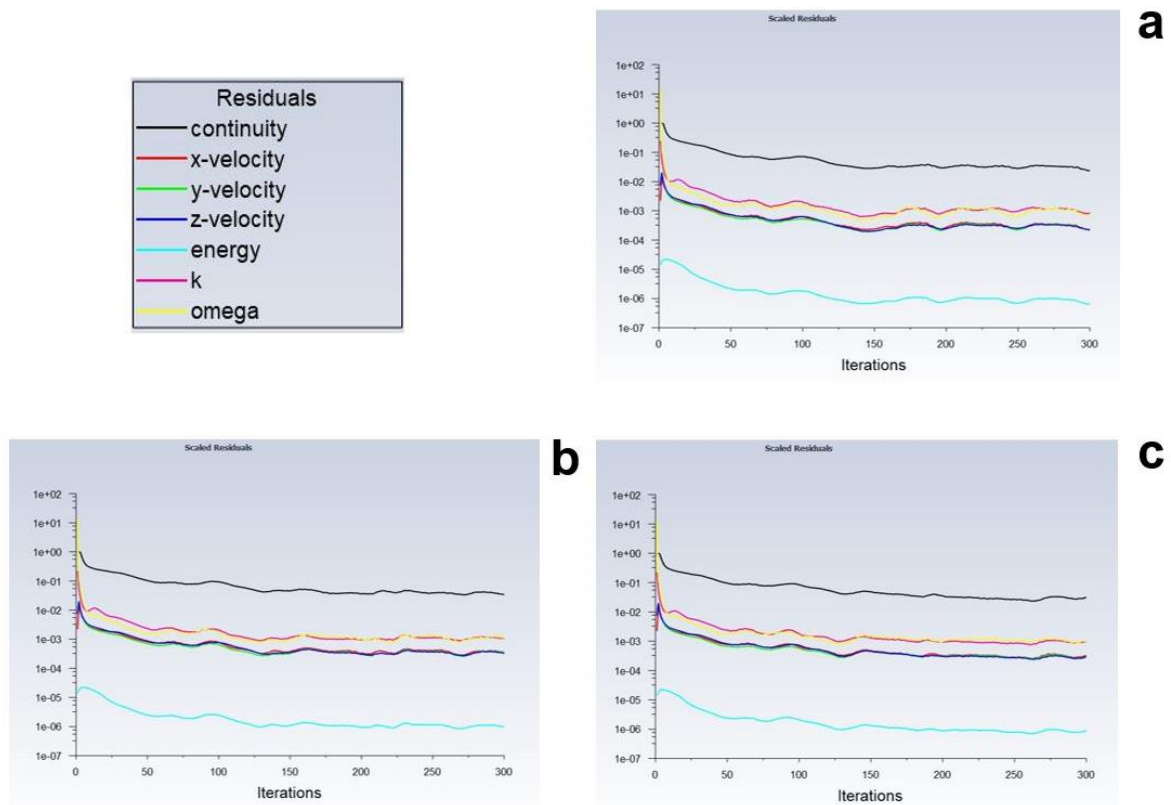 Scaled Residuals
a
Residuals
continuity
x-velocity
y-velocity
z-velocity
energy
k
omega
1e+02
1e+01
1e+00
1e-01
1e-02
1e-03
1e-04
1e-05
1e-06
1e-07
0
50
100
150
200
250
300
Iterations
Scaled Residuals
b
1e+02
1e+01
1e+00
1e-01
1e-02
1e-03
1e-04
1e-05
1e-06
1e-07
0
50
100
150
200
250
300
Iterations
Scaled Residuals
c
1e+02
1e+01
1e+00
1e-01
1e-02
1e-03
1e-04
1e-05
1e-06
1e-07
0
50
100
150
200
250
300
Iterations